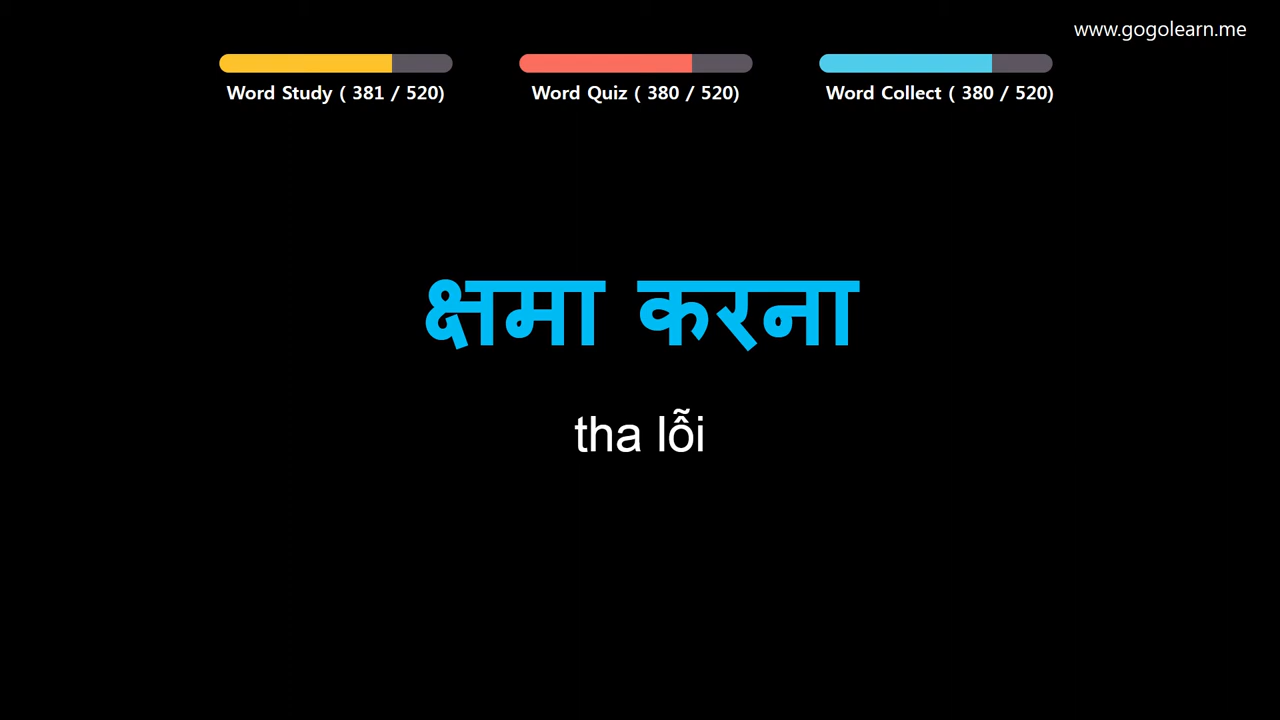 www.gogolearn.me
Word Study ( 381 / 520)
Word Quiz ( 380 / 520)
Word Collect ( 380 / 520)
क्षमा करना
tha lỗi